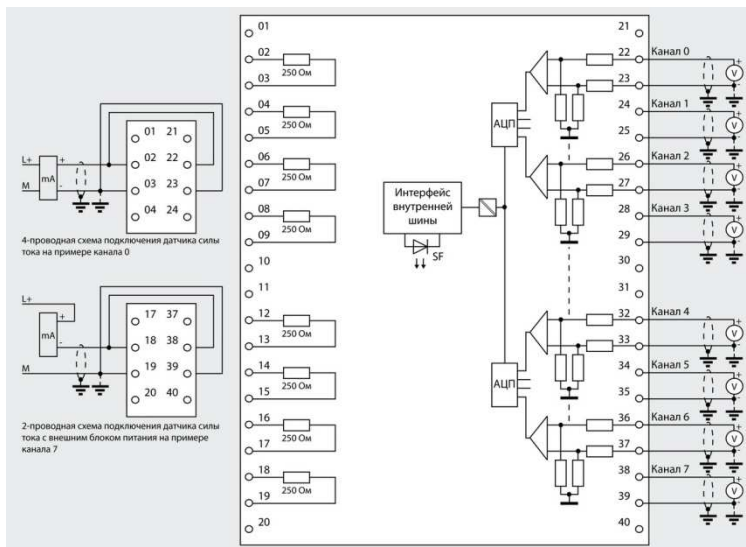 01
02
250 Ом
03
04
250 Ом
05
06
250 Ом
07
08
250 Ом
09
10
11
12
250 Ом
13
14
250 Ом
15
16
250 Ом
17
18
250 Ом
19
20
L+
M
mA
+
-
01 21
02 22
03 23
04 24
4-проводная схема подключения датчика силы
тока на примере канала 0
L+
M
mA
+
-
17 37
18 38
19 39
20 40
2-проводная схема подключения датчика силы
тока с внешним блоком питания на примере
канала 7
Интерфейс
внутренней
шины
SF
АЦП
АЦП
21
22 Канал 0
+
V
23
-
24 Канал 1
+
V
25
-
26 Канал 2
+
V
27
-
28 Канал 3
+
V
29
-
30
31
32 Канал 4
+
V
33
-
34 Канал 5
+
V
35
-
36 Канал 6
+
V
37
-
38 Канал 7
+
V
39
-
40